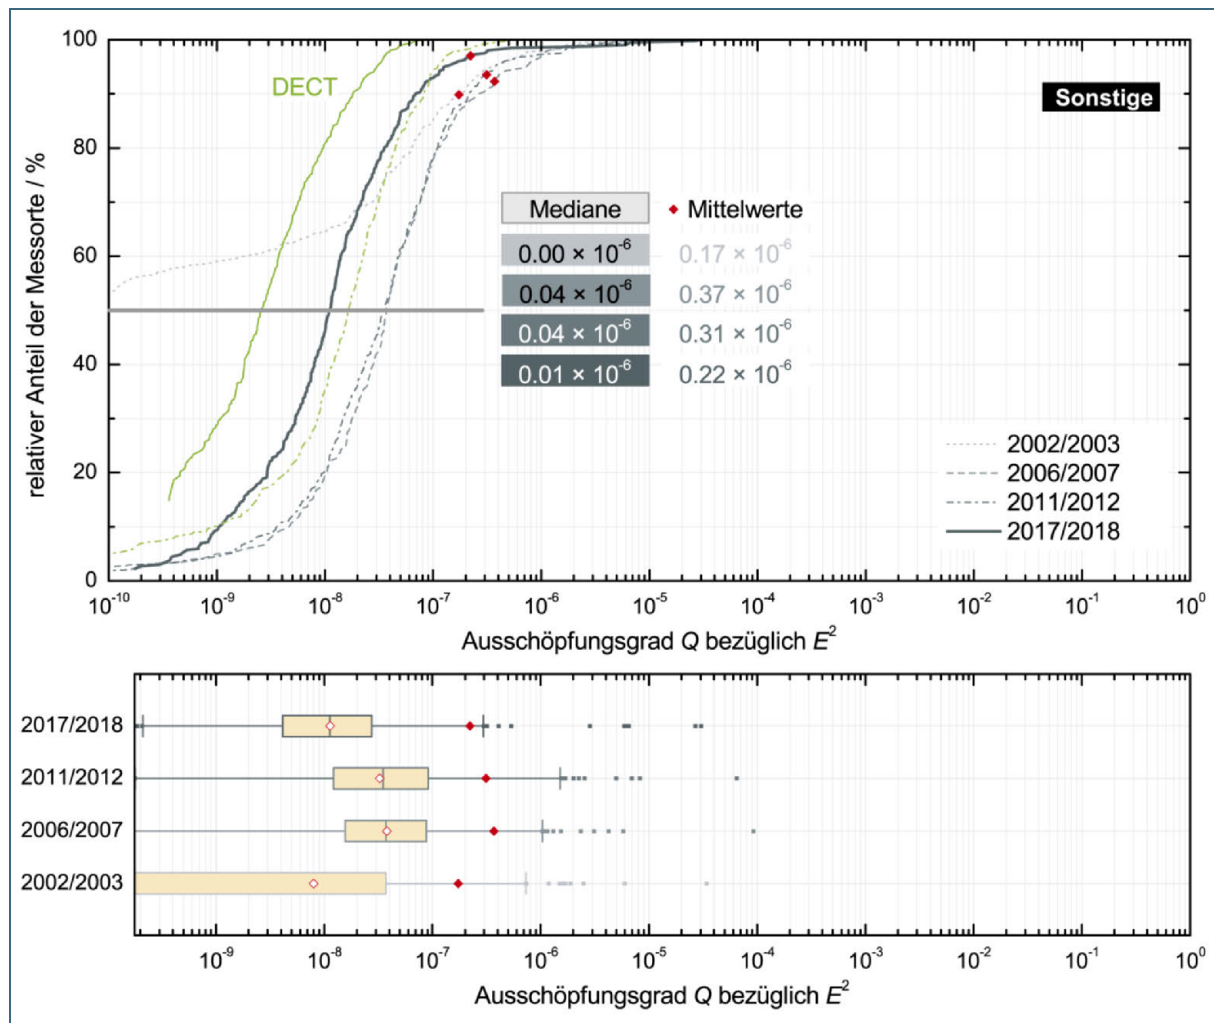 100
80
60
40
20
0
relativer Anteil der Messorte / %
DECT
Sonstige
Mediane
Mittelwerte
0.00 × 10⁻⁶ 0.17 × 10⁻⁶
0.04 × 10⁻⁶ 0.37 × 10⁻⁶
0.04 × 10⁻⁶ 0.31 × 10⁻⁶
0.01 × 10⁻⁶ 0.22 × 10⁻⁶
2002/2003
2006/2007
2011/2012
2017/2018
10⁻¹⁰ 10⁻⁹ 10⁻⁸ 10⁻⁷ 10⁻⁶ 10⁻⁵ 10⁻⁴ 10⁻³ 10⁻² 10⁻¹ 10⁰
Ausschöpfungsgrad Q bezüglich E²
2017/2018
2011/2012
2006/2007
2002/2003
10⁻⁹ 10⁻⁸ 10⁻⁷ 10⁻⁶ 10⁻⁵ 10⁻⁴ 10⁻³ 10⁻² 10⁻¹ 10⁰
Ausschöpfungsgrad Q bezüglich E²